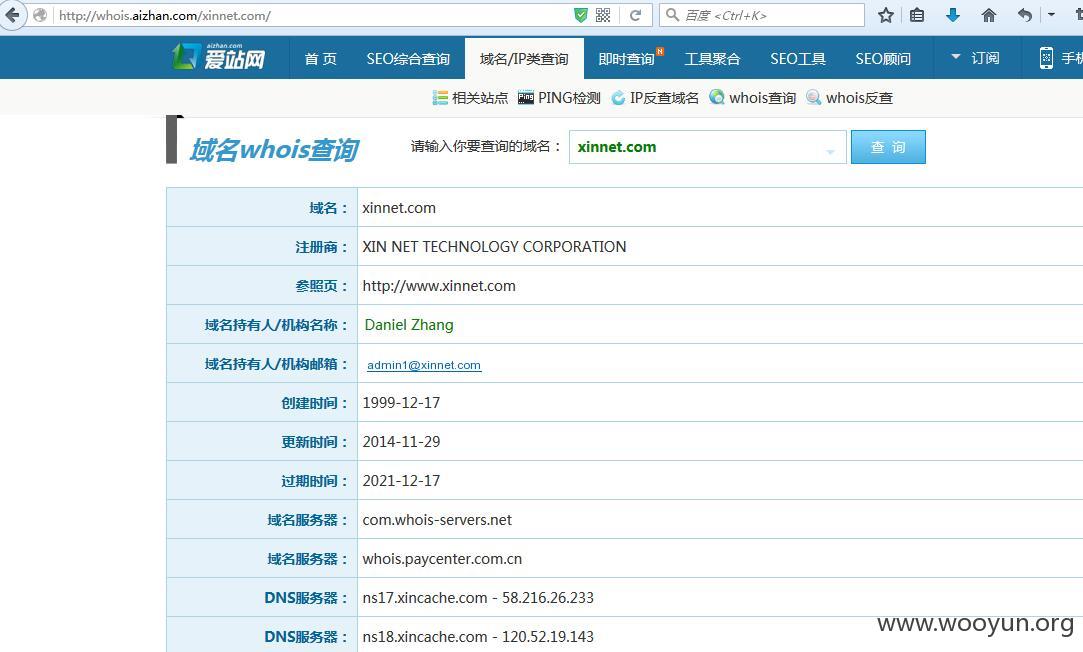 http://whois.aizhan.com/xinnet.com/
百度 <Ctrl+K>
aizhan.com
爱站网 首页 SEO综合查询 域名/IP类查询 即时查询 N 工具聚合 SEO工具 SEO顾问 订阅 手机
相关站点 PING检测 IP反查域名 whois查询 whois反查
域名whois查询 请输入你要查询的域名： xinnet.com 查 询
域名： xinnet.com
注册商： XIN NET TECHNOLOGY CORPORATION
参照页： http://www.xinnet.com
域名持有人/机构名称： Daniel Zhang
域名持有人/机构邮箱： admin1@xinnet.com
创建时间： 1999-12-17
更新时间： 2014-11-29
过期时间： 2021-12-17
域名服务器： com.whois-servers.net
域名服务器： whois.paycenter.com.cn
DNS服务器： ns17.xincache.com - 58.216.26.233
DNS服务器： ns18.xincache.com - 120.52.19.143
www.wooyun.org